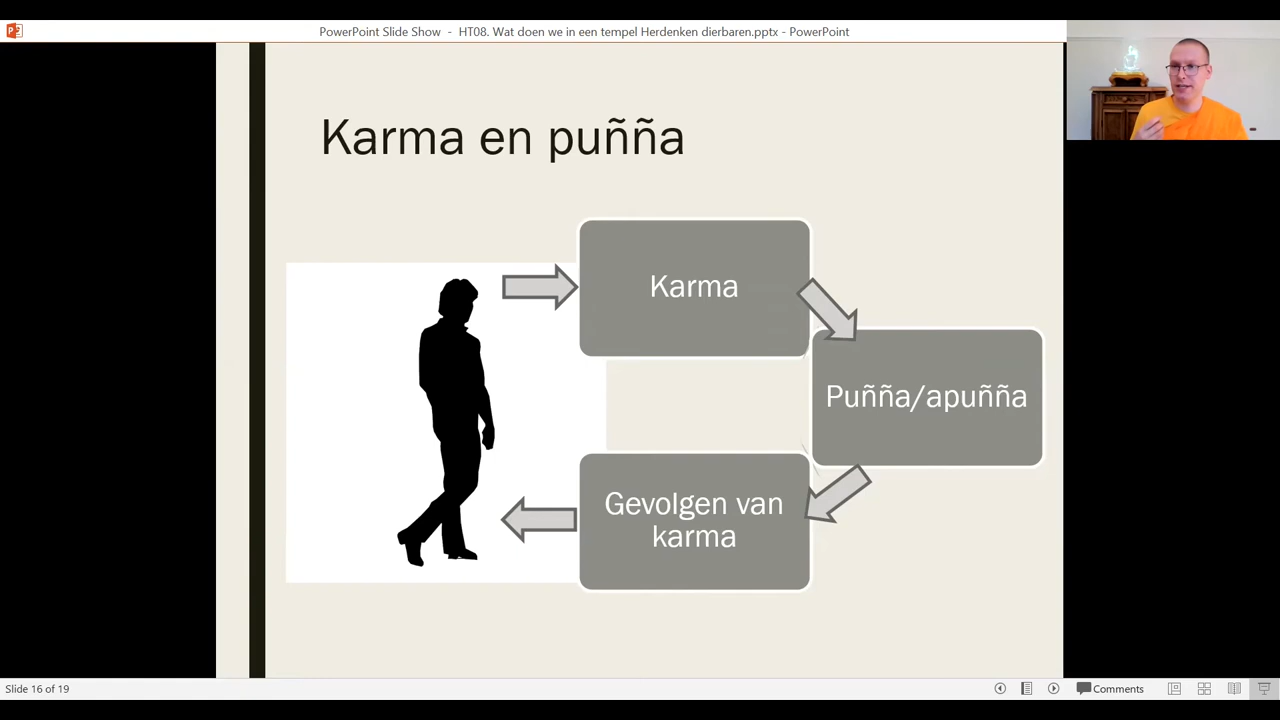 PowerPoint Slide Show - HT08. Wat doen we in een tempel Herdenken dierbaren.pptx - PowerPoint
Karma en puñña
Karma
Puñña/apuñña
Gevolgen van
karma
Slide 16 of 19
Comments